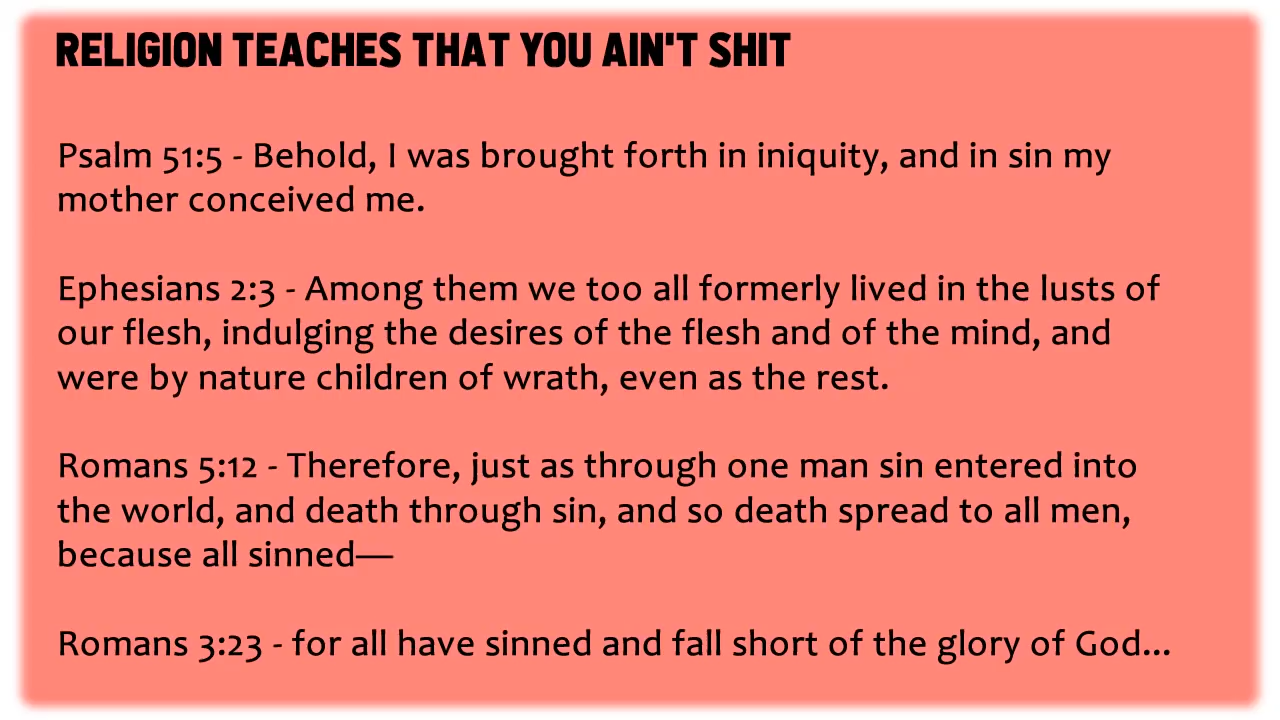 RELIGION TEACHES THAT YOU AIN'T SHIT
Psalm 51:5 - Behold, I was brought forth in iniquity, and in sin my
mother conceived me.
Ephesians 2:3 - Among them we too all formerly lived in the lusts of
our flesh, indulging the desires of the flesh and of the mind, and
were by nature children of wrath, even as the rest.
Romans 5:12 - Therefore, just as through one man sin entered into
the world, and death through sin, and so death spread to all men,
because all sinned—
Romans 3:23 - for all have sinned and fall short of the glory of God...